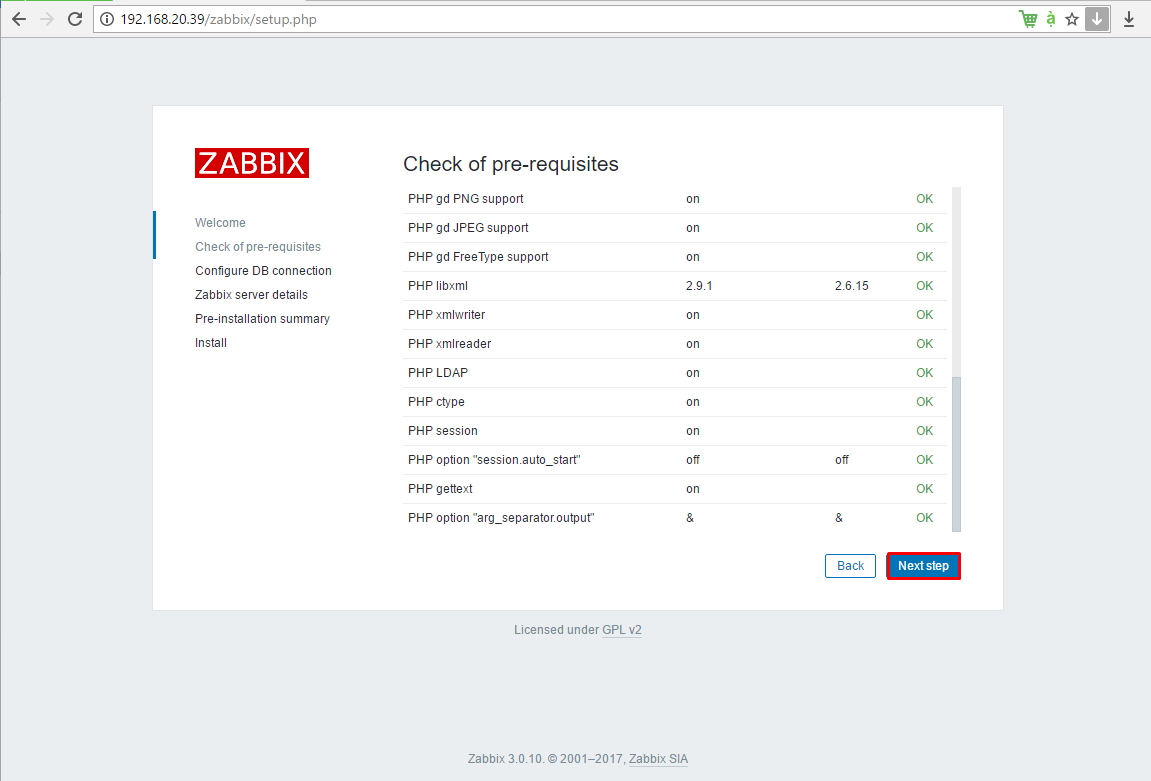 192.168.20.39/zabbix/setup.php
ZABBIX
Welcome
Check of pre-requisites
Configure DB connection
Zabbix server details
Pre-installation summary
Install
Check of pre-requisites
PHP gd PNG support on OK
PHP gd JPEG support on OK
PHP gd FreeType support on OK
PHP libxml 2.9.1 2.6.15 OK
PHP xmlwriter on OK
PHP xmlreader on OK
PHP LDAP on OK
PHP ctype on OK
PHP session on OK
PHP option "session.auto_start" off off OK
PHP gettext on OK
PHP option "arg_separator.output" & & OK
Back Next step
Licensed under GPL v2
Zabbix 3.0.10. © 2001–2017, Zabbix SIA